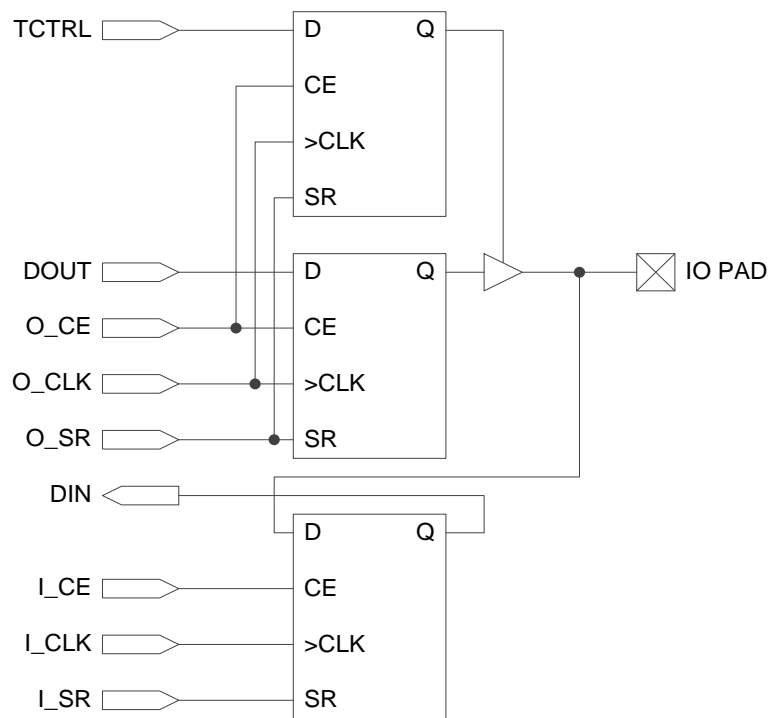 TCTRL D Q
CE
>CLK
SR
DOUT D Q IO PAD
O_CE CE
O_CLK >CLK
O_SR SR
DIN
D Q
I_CE CE
I_CLK >CLK
I_SR SR